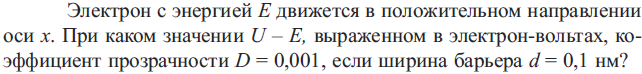 Электрон с энергией E движется в положительном направлении
оси x. При каком значении U – E, выраженном в электрон-вольтах, ко-
эффициент прозрачности D = 0,001, если ширина барьера d = 0,1 нм?